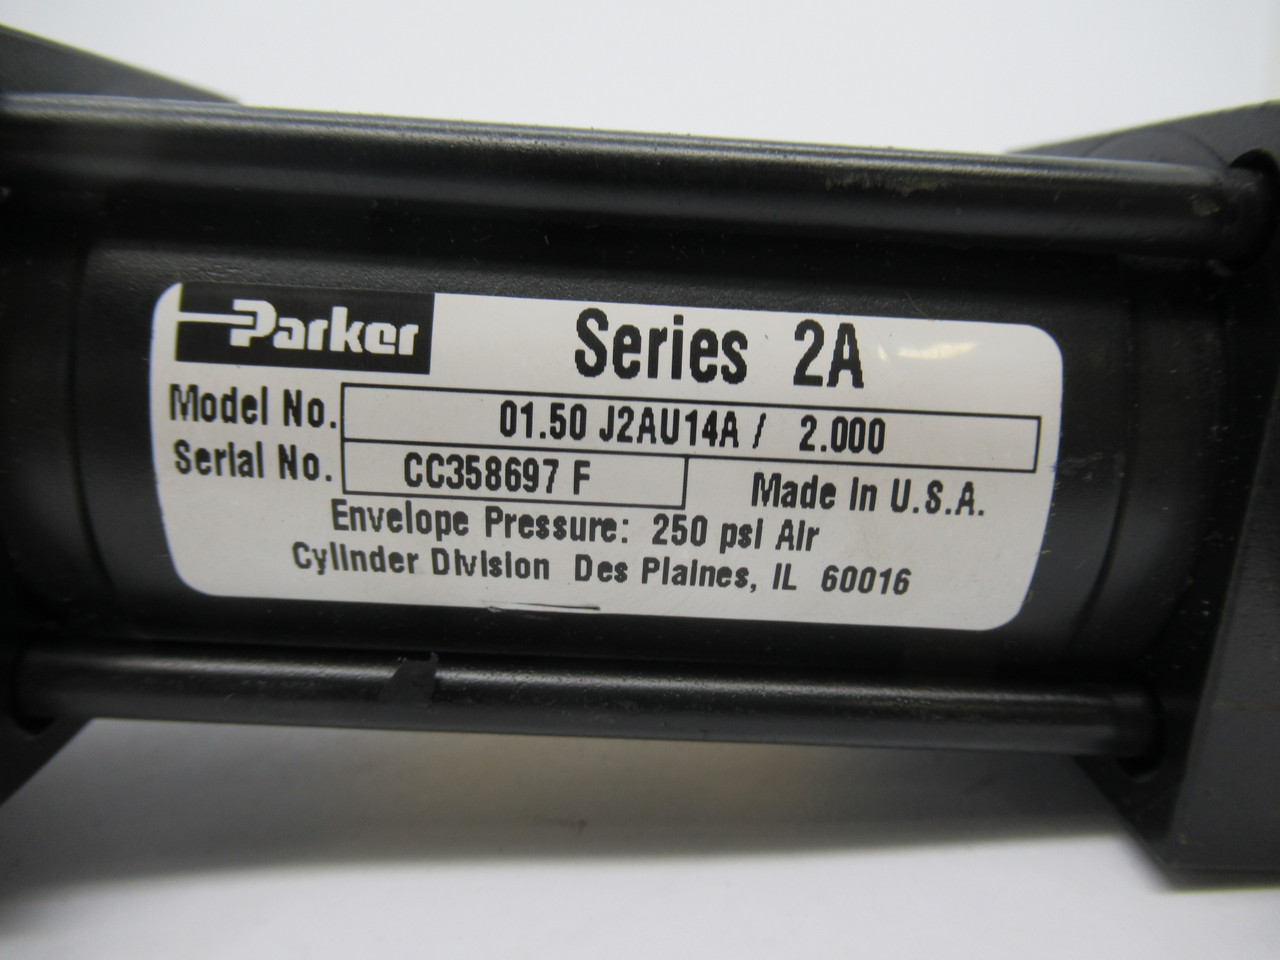 Parker Series 2A
Model No. 01.50 J2AU14A / 2.000
Serial No. CC358697 F Made In U.S.A.
Envelope Pressure: 250 psi Air
Cylinder Division Des Plaines, IL 60016